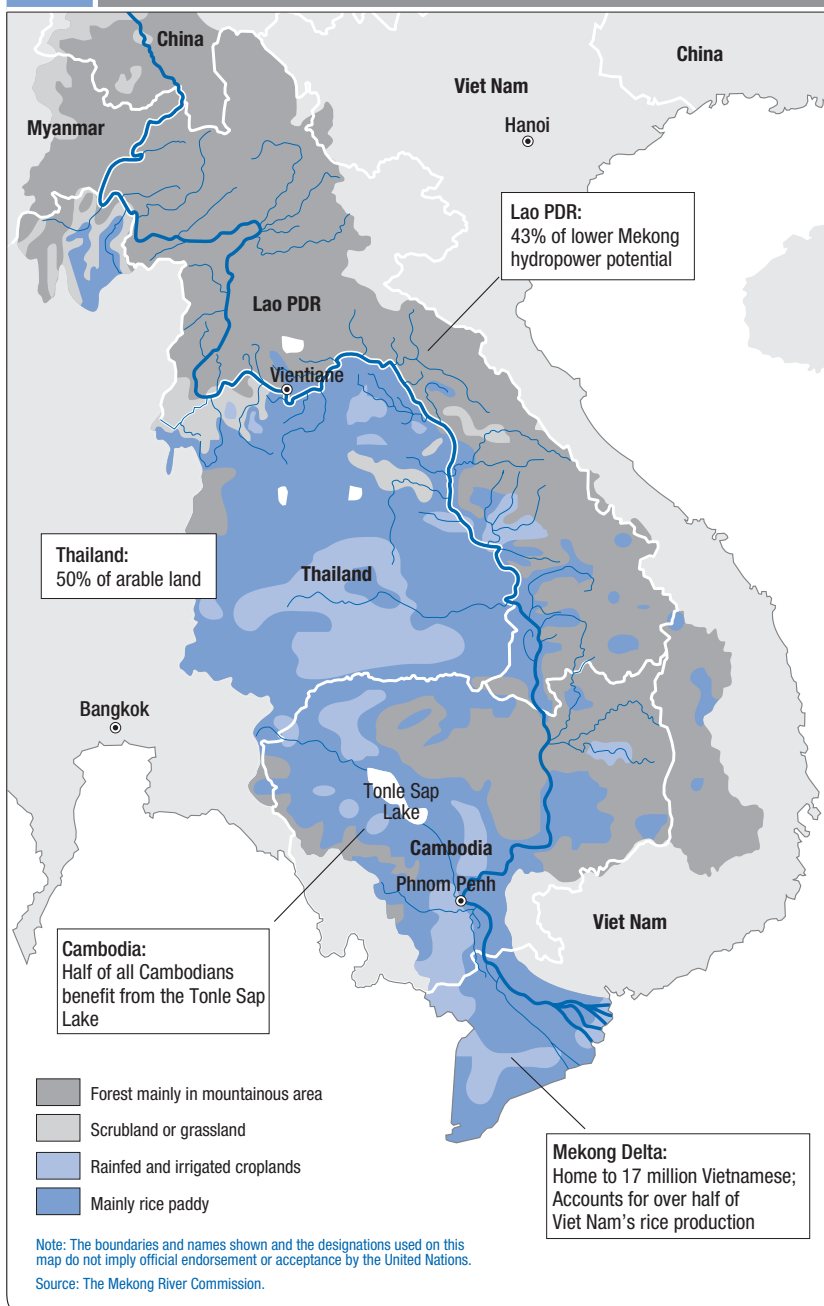 China
China
Viet Nam
Hanoi
Myanmar
Lao PDR:
43% of lower Mekong
hydropower potential
Lao PDR
Vientiane
Thailand:
50% of arable land
Thailand
Bangkok
Tonle Sap
Lake
Cambodia
Phnom Penh
Viet Nam
Cambodia:
Half of all Cambodians
benefit from the Tonle Sap
Lake
Forest mainly in mountainous area
Scrubland or grassland
Rainfed and irrigated croplands
Mainly rice paddy
Mekong Delta:
Home to 17 million Vietnamese;
Accounts for over half of
Viet Nam's rice production
Note: The boundaries and names shown and the designations used on this
map do not imply official endorsement or acceptance by the United Nations.
Source: The Mekong River Commission.